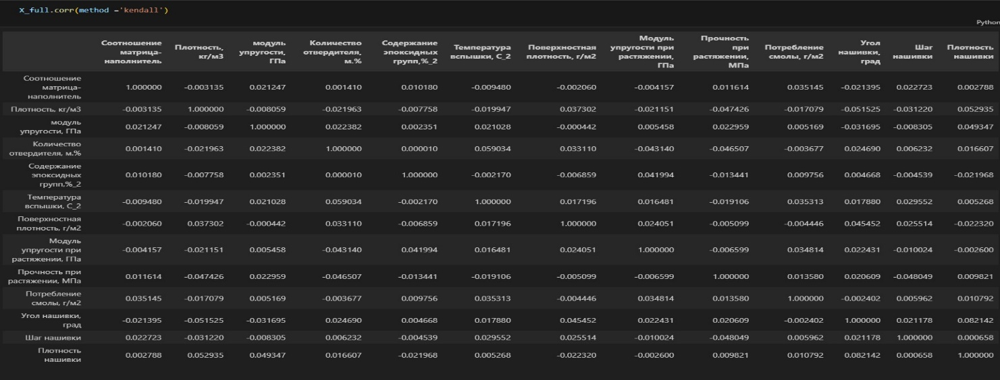 X_full.corr(method ='kendall')
Python
Соотношение матрица-наполнитель Плотность, кг/м3 модуль упругости, ГПа Количество отвердителя, м.% Содержание эпоксидных групп,%_2 Температура вспышки, С_2 Поверхностная плотность, г/м2 Модуль упругости при растяжении, ГПа Прочность при растяжении, МПа Потребление смолы, г/м2 Угол нашивки, град Шаг нашивки Плотность нашивки
Соотношение матрица-наполнитель 1.000000 -0.003135 0.021247 0.001410 0.010180 -0.009480 -0.002060 -0.004157 0.011614 0.035145 -0.021395 0.022723 0.002788
Плотность, кг/м3 -0.003135 1.000000 -0.008059 -0.021963 -0.007758 -0.019947 0.037302 -0.021151 -0.047426 -0.017079 -0.051525 -0.031220 0.052935
модуль упругости, ГПа 0.021247 -0.008059 1.000000 0.022382 0.002351 0.021028 -0.000442 0.005458 0.022959 0.005169 -0.031695 -0.008305 0.049347
Количество отвердителя, м.% 0.001410 -0.021963 0.022382 1.000000 0.000010 0.059034 0.033110 -0.043140 -0.046507 -0.003677 0.024690 0.006232 0.016607
Содержание эпоксидных групп,%_2 0.010180 -0.007758 0.002351 0.000010 1.000000 -0.002170 -0.006859 0.041994 -0.013441 0.009756 0.004668 -0.004539 -0.021968
Температура вспышки, С_2 -0.009480 -0.019947 0.021028 0.059034 -0.002170 1.000000 0.017196 0.016481 -0.019106 0.035313 0.017880 0.029552 0.005268
Поверхностная плотность, г/м2 -0.002060 0.037302 -0.000442 0.033110 -0.006859 0.017196 1.000000 0.024051 -0.005099 -0.004446 0.045452 0.025514 -0.022320
Модуль упругости при растяжении, ГПа -0.004157 -0.021151 0.005458 -0.043140 0.041994 0.016481 0.024051 1.000000 -0.006599 0.034814 0.022431 -0.010024 -0.002600
Прочность при растяжении, МПа 0.011614 -0.047426 0.022959 -0.046507 -0.013441 -0.019106 -0.005099 -0.006599 1.000000 0.013580 0.020609 -0.048049 0.009821
Потребление смолы, г/м2 0.035145 -0.017079 0.005169 -0.003677 0.009756 0.035313 -0.004446 0.034814 0.013580 1.000000 -0.002402 0.005962 0.010792
Угол нашивки, град -0.021395 -0.051525 -0.031695 0.024690 0.004668 0.017880 0.045452 0.022431 0.020609 -0.002402 1.000000 0.021178 0.082142
Шаг нашивки 0.022723 -0.031220 -0.008305 0.006232 -0.004539 0.029552 0.025514 -0.010024 -0.048049 0.005962 0.021178 1.000000 0.000658
Плотность нашивки 0.002788 0.052935 0.049347 0.016607 -0.021968 0.005268 -0.022320 -0.002600 0.009821 0.010792 0.082142 0.000658 1.000000